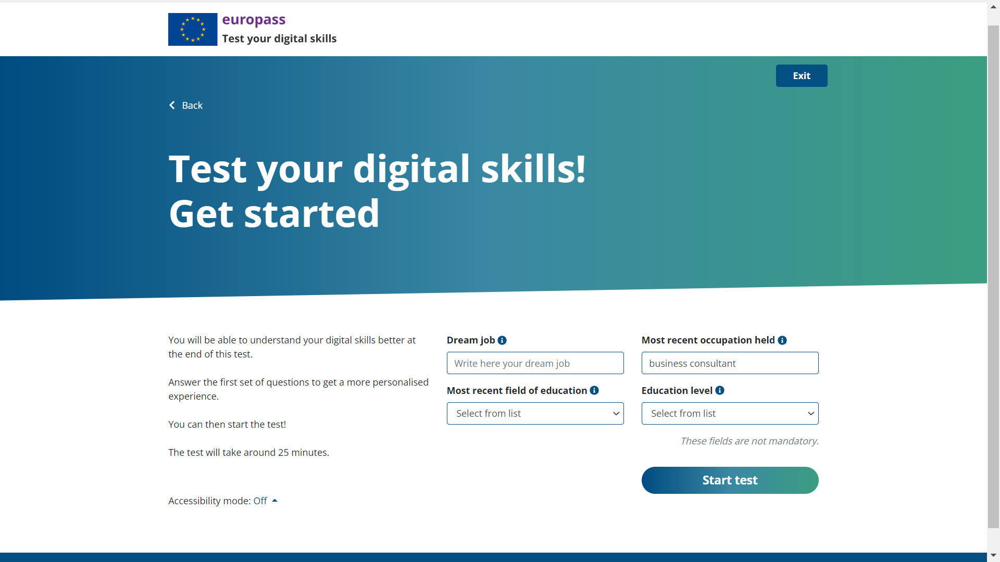 europass
Test your digital skills
Exit
Back
Test your digital skills!
Get started
You will be able to understand your digital skills better at
the end of this test.
Answer the first set of questions to get a more personalised
experience.
You can then start the test!
The test will take around 25 minutes.
Accessibility mode: Off
Dream job
Write here your dream job
Most recent occupation held
business consultant
Most recent field of education
Select from list
Education level
Select from list
These fields are not mandatory.
Start test